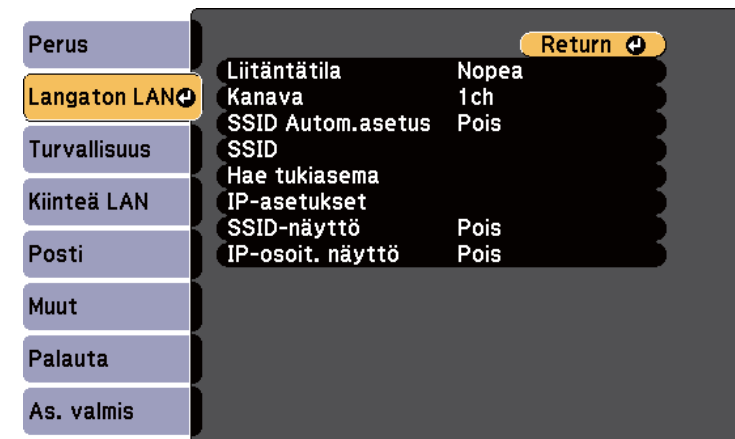 Perus
Langaton LAN
Turvallisuus
Kiinteä LAN
Posti
Muut
Palauta
As. valmis
Return
Liitäntätila Nopea
Kanava 1ch
SSID Autom.asetus Pois
SSID
Hae tukiasema
IP-asetukset
SSID-näyttö Pois
IP-osoit. näyttö Pois